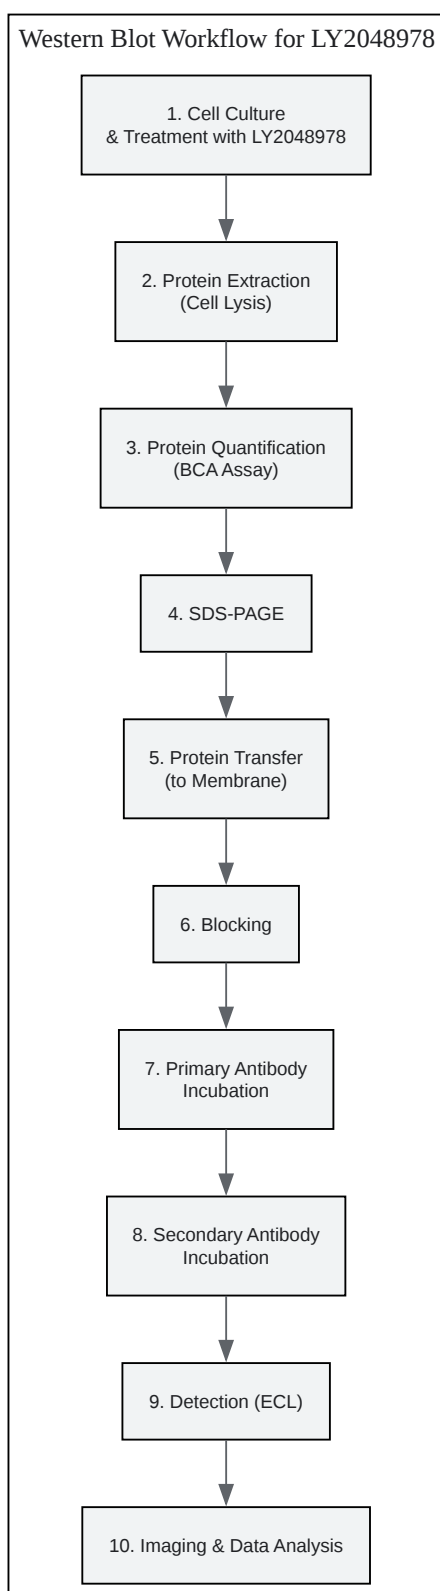 Western Blot Workflow for LY2048978
1. Cell Culture
& Treatment with LY2048978
2. Protein Extraction
(Cell Lysis)
3. Protein Quantification
(BCA Assay)
4. SDS-PAGE
5. Protein Transfer
(to Membrane)
6. Blocking
7. Primary Antibody
Incubation
8. Secondary Antibody
Incubation
9. Detection (ECL)
10. Imaging & Data Analysis